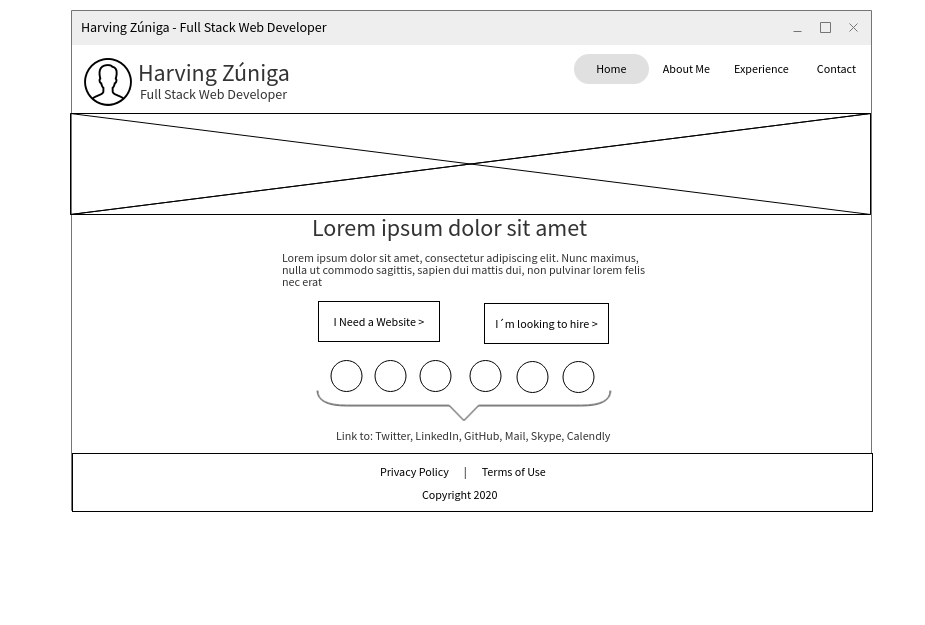 Harving Zúniga - Full Stack Web Developer
Harving Zúniga
Full Stack Web Developer
Home
About Me
Experience
Contact
Lorem ipsum dolor sit amet
Lorem ipsum dolor sit amet, consectetur adipiscing elit. Nunc maximus,
nulla ut commodo sagittis, sapien dui mattis dui, non pulvinar lorem felis
nec erat
I Need a Website >
I´m looking to hire >
Link to: Twitter, LinkedIn, GitHub, Mail, Skype, Calendly
Privacy Policy | Terms of Use
Copyright 2020